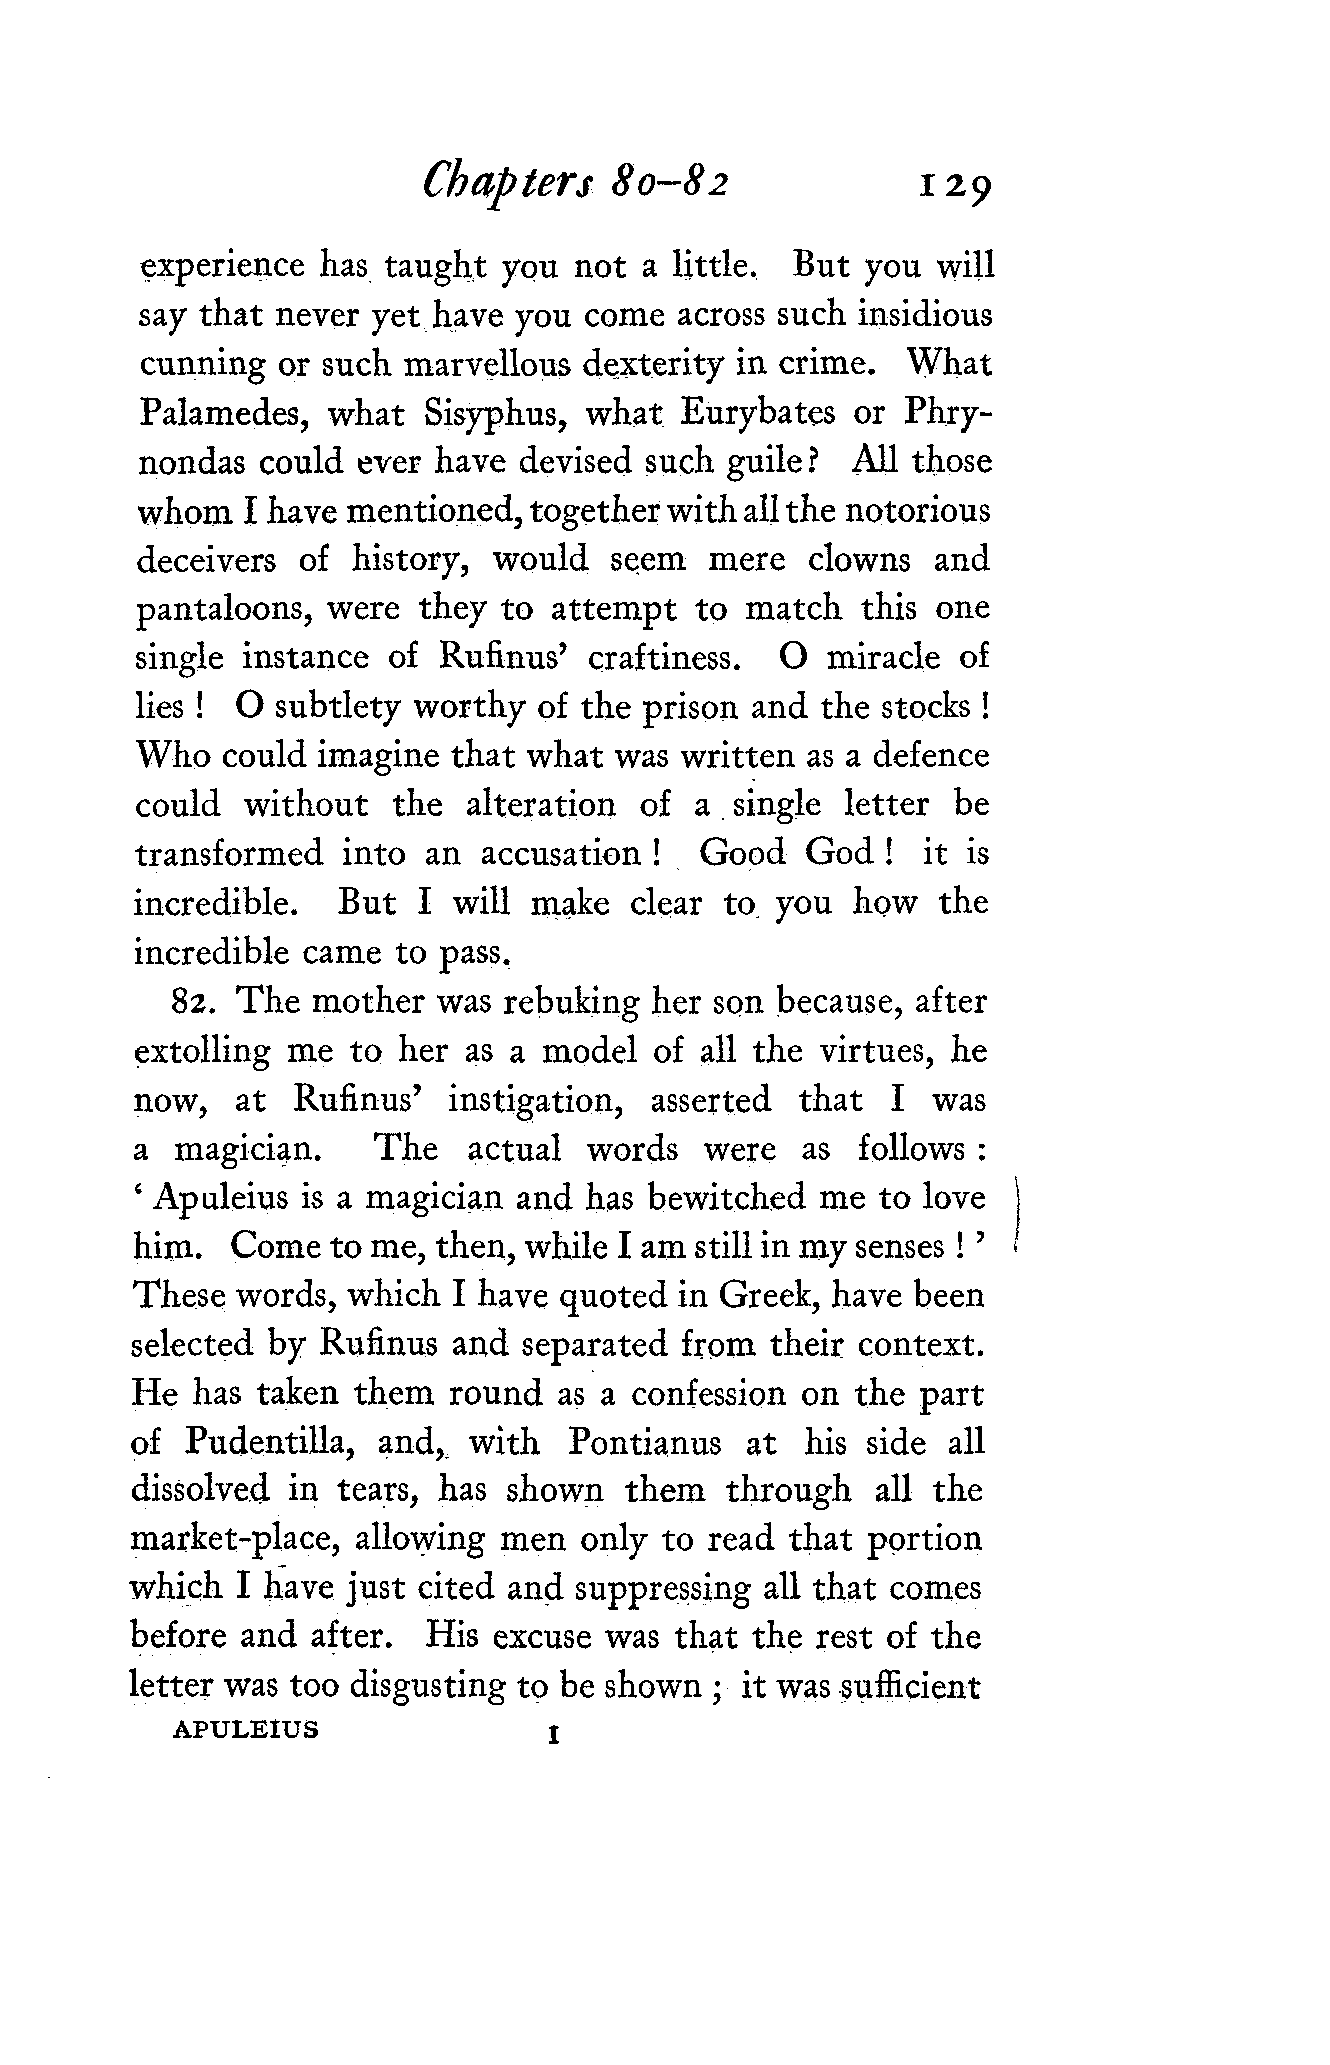 Chapters 80–82 129
experience has taught you not a little. But you will
say that never yet have you come across such insidious
cunning or such marvellous dexterity in crime. What
Palamedes, what Sisyphus, what Eurybates or Phry-
nondas could ever have devised such guile? All those
whom I have mentioned, together with all the notorious
deceivers of history, would seem mere clowns and
pantaloons, were they to attempt to match this one
single instance of Rufinus’ craftiness. O miracle of
lies ! O subtlety worthy of the prison and the stocks !
Who could imagine that what was written as a defence
could without the alteration of a single letter be
transformed into an accusation ! Good God ! it is
incredible. But I will make clear to you how the
incredible came to pass.
82. The mother was rebuking her son because, after
extolling me to her as a model of all the virtues, he
now, at Rufinus’ instigation, asserted that I was
a magician. The actual words were as follows :
‘ Apuleius is a magician and has bewitched me to love
him. Come to me, then, while I am still in my senses ! ’
These words, which I have quoted in Greek, have been
selected by Rufinus and separated from their context.
He has taken them round as a confession on the part
of Pudentilla, and, with Pontianus at his side all
dissolved in tears, has shown them through all the
market-place, allowing men only to read that portion
which I have just cited and suppressing all that comes
before and after. His excuse was that the rest of the
letter was too disgusting to be shown ; it was sufficient
APULEIUS I